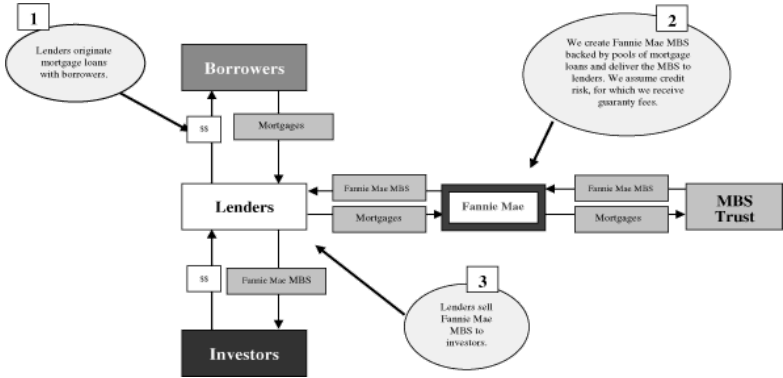 1
Lenders originate
mortgage loans
with borrowers.
2
We create Fannie Mae MBS
backed by pools of mortgage
loans and deliver the MBS to
lenders. We assume credit
risk, for which we receive
guaranty fees.
Borrowers
$$
Mortgages
Lenders
Fannie Mae MBS
Mortgages
Fannie Mae
Fannie Mae MBS
Mortgages
MBS
Trust
$$
Fannie Mae MBS
3
Lenders sell
Fannie Mae
MBS to
investors.
Investors